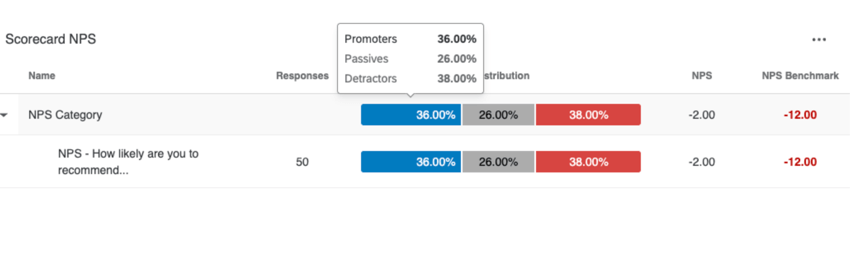 Scorecard NPS
Promoters 36.00%
Passives 26.00%
Detractors 38.00%
Name Responses stribution NPS NPS Benchmark
NPS Category 36.00% 26.00% 38.00% -2.00 -12.00
NPS - How likely are you to
recommend...
50 36.00% 26.00% 38.00% -2.00 -12.00